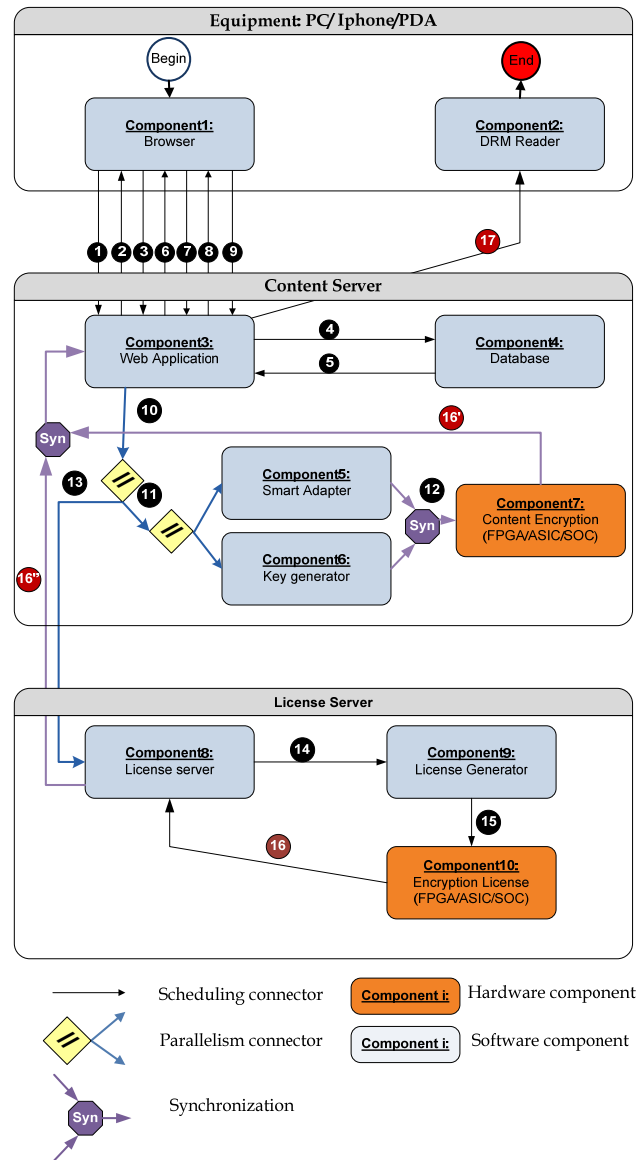 Equipment: PC/ Iphone/PDA
Begin
End
Component1:
Browser
Component2:
DRM Reader
1
2
3
6
7
8
9
17
Content Server
Component3:
Web Application
4
5
Component4:
Database
10
16'
Syn
13
11
Component5:
Smart Adapter
12
Syn
Component7:
Content Encryption
(FPGA/ASIC/SOC)
Component6:
Key generator
16''
License Server
Component8:
License server
14
Component9:
License Generator
15
16
Component10:
Encryption License
(FPGA/ASIC/SOC)
Scheduling connector
Component i:
Hardware component
Parallelism connector
Component i:
Software component
Syn
Synchronization